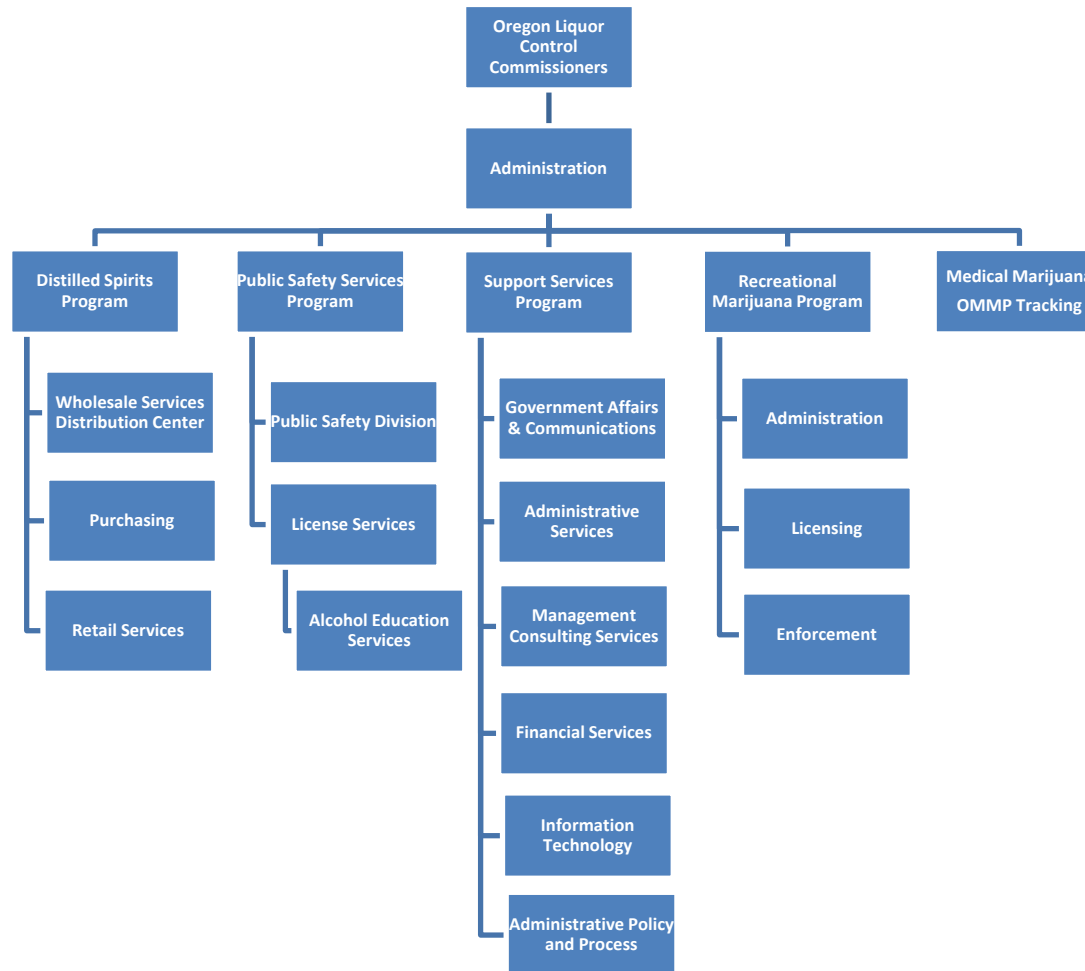 Oregon Liquor
Control
Commissioners
Administration
Distilled Spirits
Program
Public Safety Services
Program
Support Services
Program
Recreational
Marijuana Program
Medical Marijuana
OMMP Tracking
Wholesale Services
Distribution Center
Purchasing
Retail Services
Public Safety Division
License Services
Alcohol Education
Services
Government Affairs
& Communications
Administrative
Services
Management
Consulting Services
Financial Services
Information
Technology
Administrative Policy
and Process
Administration
Licensing
Enforcement